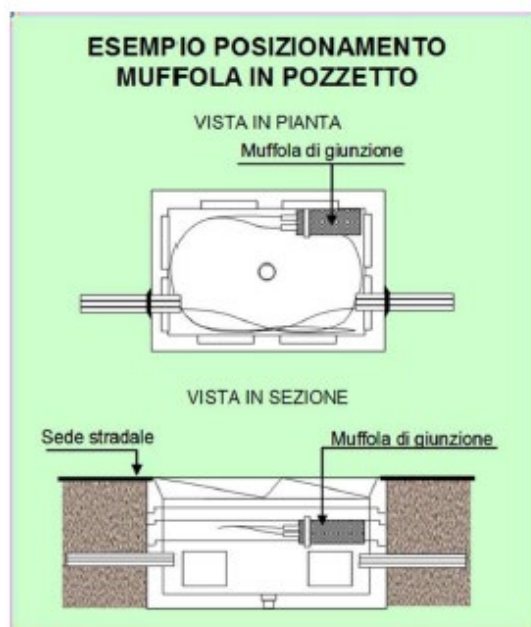 ESEMPIO POSIZIONAMENTO
MUFFOLA IN POZZETTO
VISTA IN PIANTA
Muffola di giunzione
VISTA IN SEZIONE
Sede stradale
Muffola di giunzione